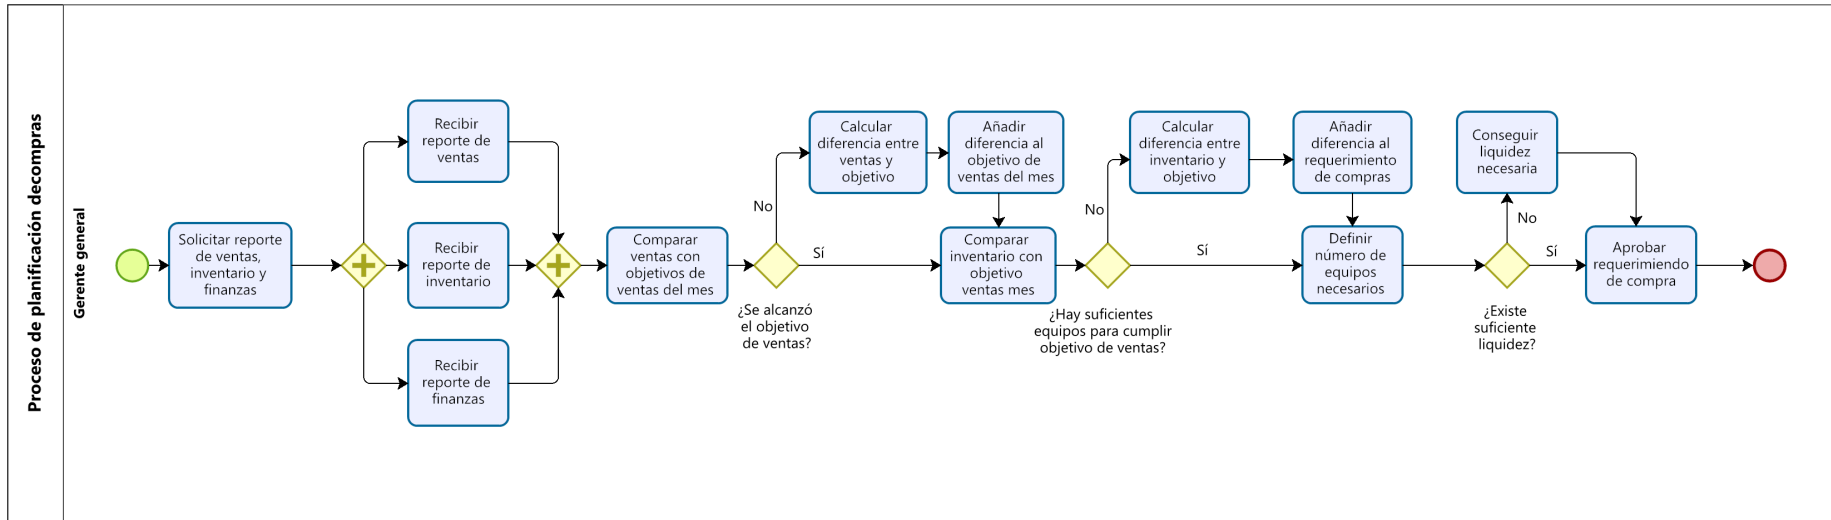 Proceso de planificación decompras
Gerente general
Solicitar reporte
de ventas,
inventario y
finanzas
Recibir
reporte de
ventas
Recibir
reporte de
inventario
Recibir
reporte de
finanzas
Comparar
ventas con
objetivos de
ventas del mes
¿Se alcanzó
el objetivo
de ventas?
No
Sí
Calcular
diferencia entre
ventas y
objetivo
Añadir
diferencia al
objetivo de
ventas del mes
Comparar
inventario con
objetivo
ventas mes
¿Hay suficientes
equipos para cumplir
objetivo de ventas?
No
Sí
Calcular
diferencia entre
inventario y
objetivo
Añadir
diferencia al
requerimiento
de compras
Definir
número de
equipos
necesarios
¿Existe
suficiente
liquidez?
No
Sí
Conseguir
liquidez
necesaria
Aprobar
requerimiendo
de compra